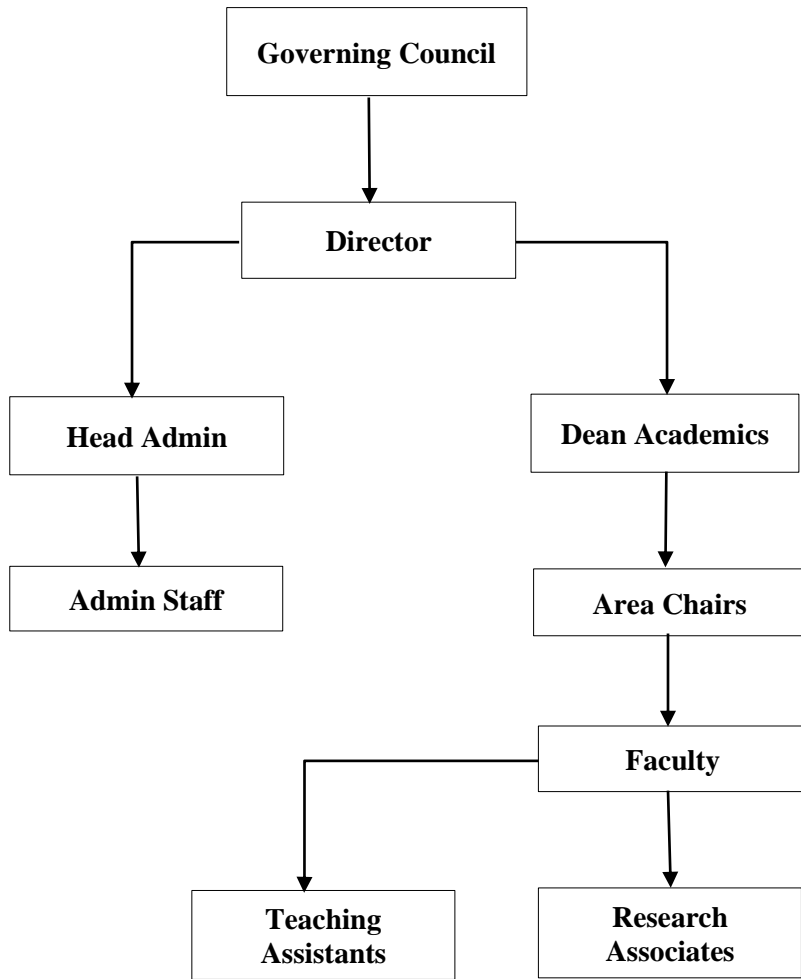 Governing Council
Director
Head Admin
Dean Academics
Admin Staff
Area Chairs
Faculty
Teaching
Assistants
Research
Associates